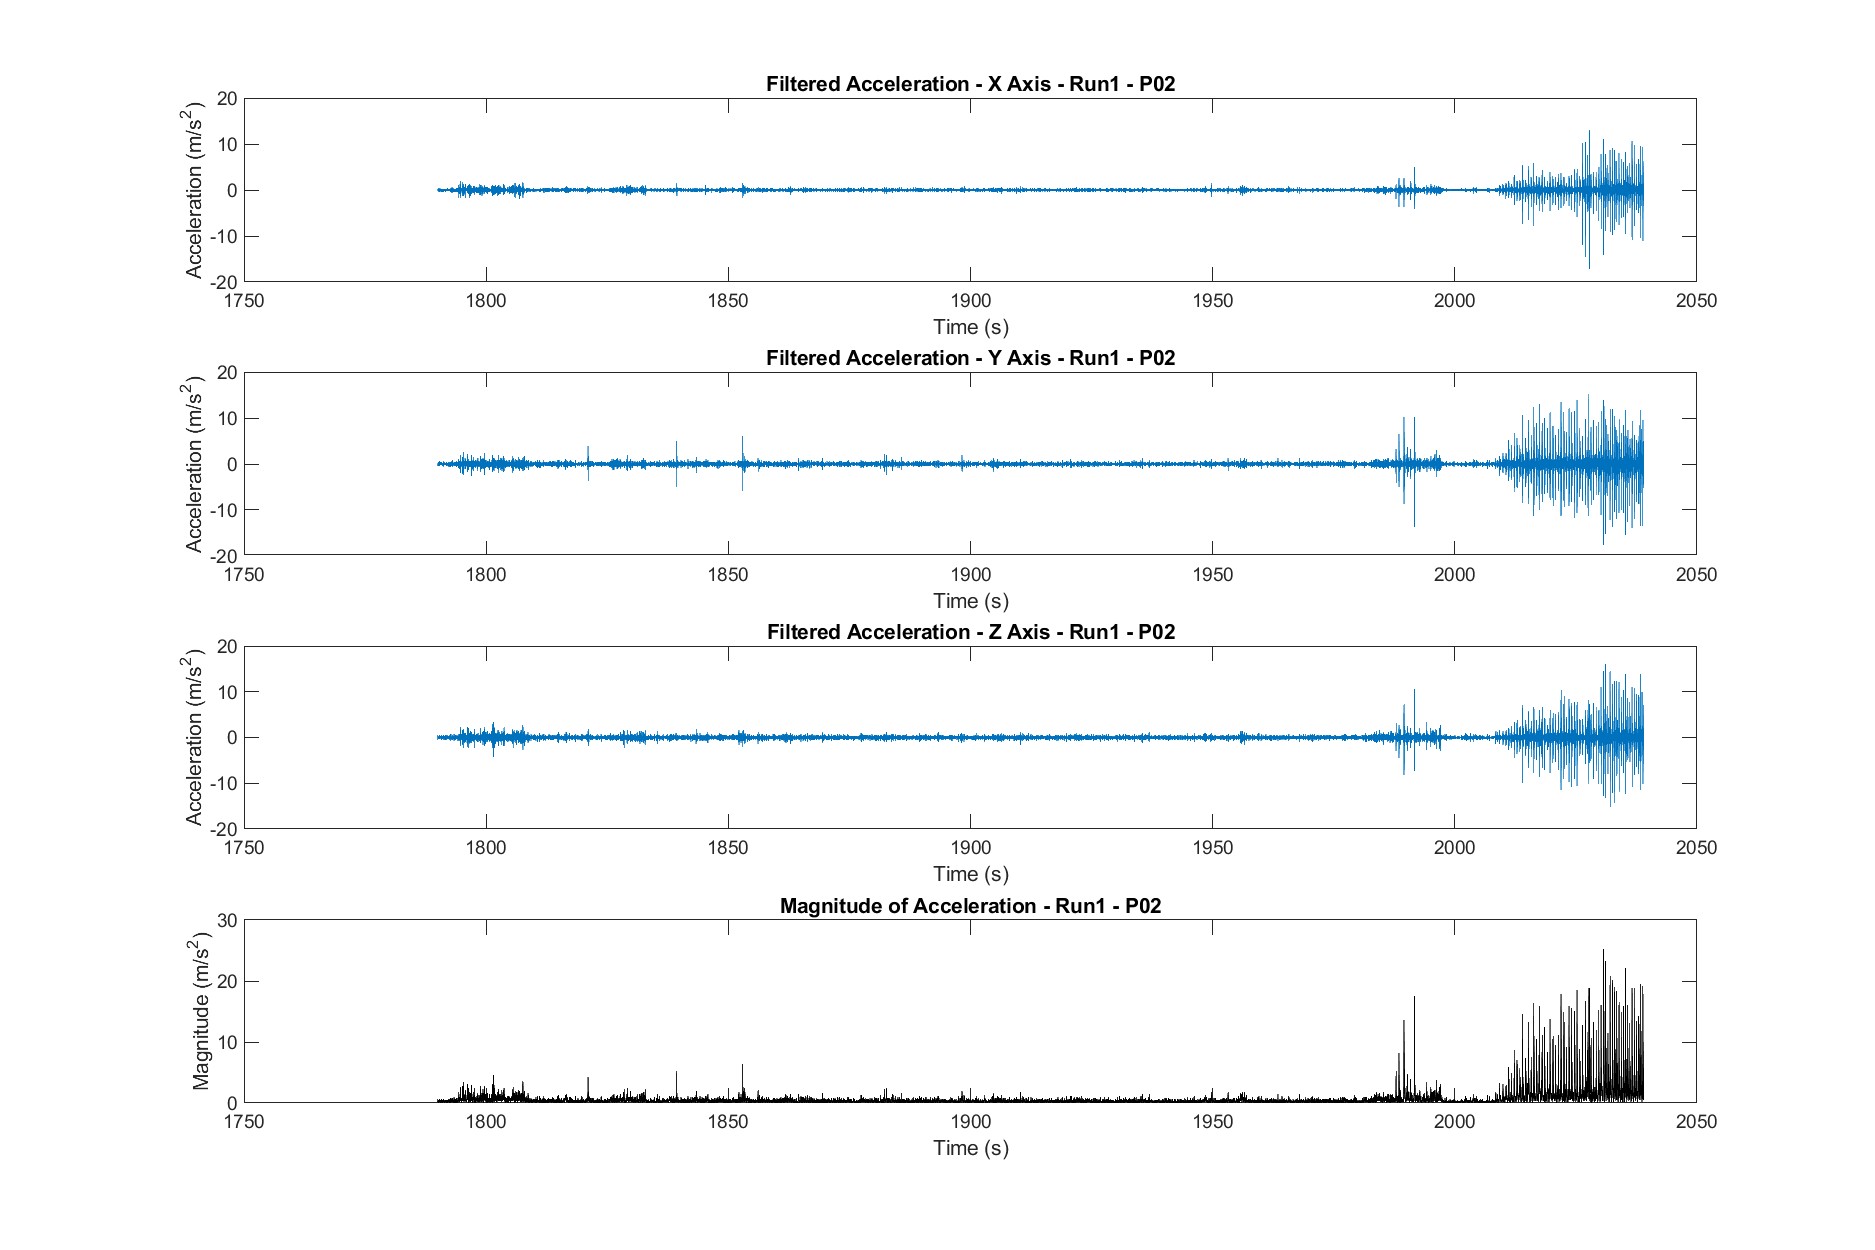 Filtered Acceleration - X Axis - Run1 - P02
Acceleration (m/s²)
20
10
0
-10
-20
1750 1800 1850 1900 1950 2000 2050
Time (s)
Filtered Acceleration - Y Axis - Run1 - P02
Acceleration (m/s²)
20
10
0
-10
-20
1750 1800 1850 1900 1950 2000 2050
Time (s)
Filtered Acceleration - Z Axis - Run1 - P02
Acceleration (m/s²)
20
10
0
-10
-20
1750 1800 1850 1900 1950 2000 2050
Time (s)
Magnitude of Acceleration - Run1 - P02
Magnitude (m/s²)
30
20
10
0
1750 1800 1850 1900 1950 2000 2050
Time (s)